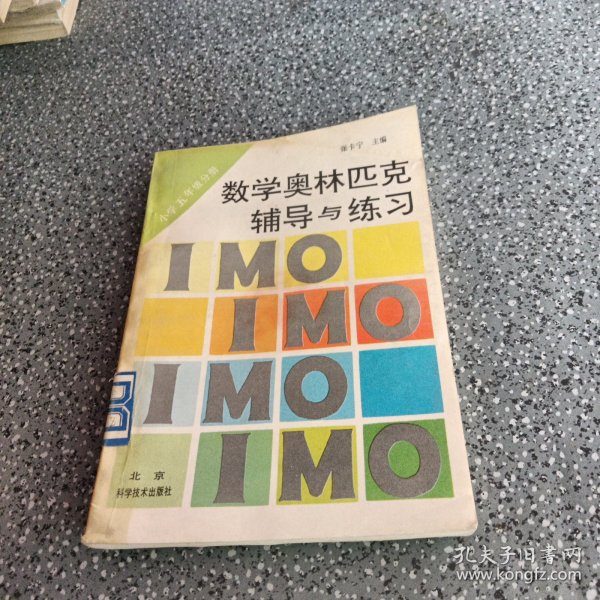 张卡宁 主编
小学五年级分册
数学奥林匹克
辅导与练习
IMO
IMO
IMO
IMO
北京
科学技术出版社
孔夫子旧书网
www.kongfz.com